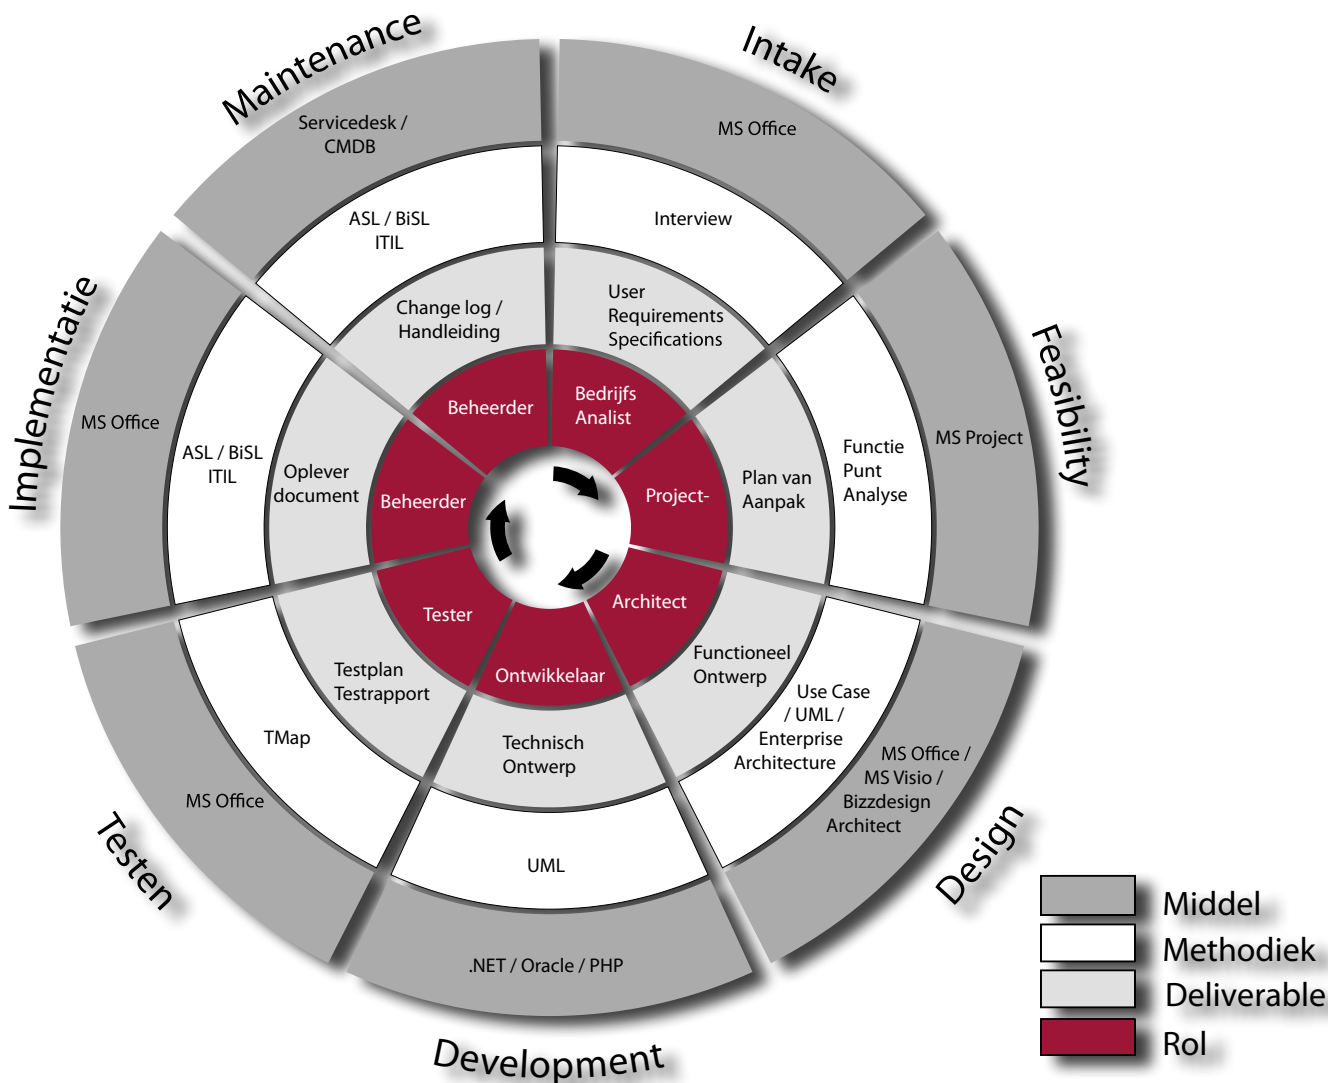 Maintenance
Servicedesk /
CMDB
ASL / BiSL
ITIL
Change log /
Handleiding
Beheerder
Intake
MS Office
Interview
User
Requirements
Specifications
Bedrijfs
Analist
Feasibility
MS Project
Functie
Punt
Analyse
Plan van
Aanpak
Project-
Design
MS Office /
MS Visio /
Bizzdesign
Architect
Use Case
/ UML /
Enterprise
Architecture
Functioneel
Ontwerp
Architect
Development
.NET / Oracle / PHP
UML
Technisch
Ontwerp
Ontwikkelaar
Testen
MS Office
TMap
Testplan
Testrapport
Tester
Implementatie
MS Office
ASL / BiSL
ITIL
Oplever
document
Beheerder
Middel
Methodiek
Deliverable
Rol